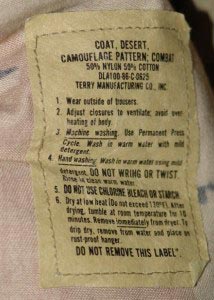 COAT, DESERT,
CAMOUFLAGE PATTERN: COMBAT
50% NYLON 50% COTTON
DLA100-86-C-0629
TERRY MANUFACTURING CO., INC
1. Wear outside of trousers.
2. Adjust closures to ventilate; avoid over-
heating of body.
3. Machine washing. Use Permanent Press
Cycle. Wash in warm water with mild
detergent.
4. Hand washing. Wash in warm water using mild
detergent. DO NOT WRING OR TWIST
Rinse in clean warm water.
5. DO NOT USE CHLORINE BLEACH OR STARCH
6. Dry at low heat (Do not exceed 130°F). After
drying, tumble at room temperature for 10
minutes. Remove immediately from dryer. To
drip dry, remove from water and place on
rust-proof hanger.
DO NOT REMOVE THIS LABEL".